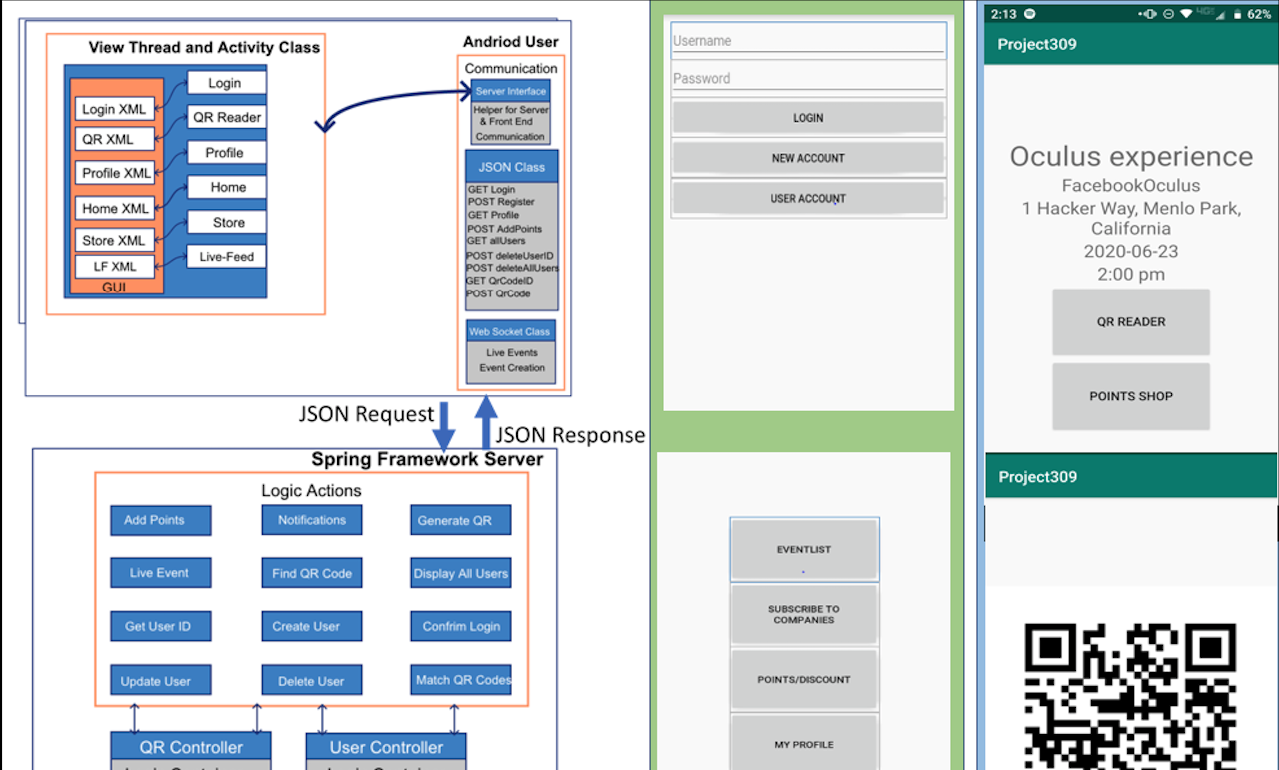 View Thread and Activity Class
Login XML
QR XML
Profile XML
Home XML
Store XML
LF XML
GUI
Login
QR Reader
Profile
Home
Store
Live-Feed
Andriod User
Communication
Server Interface
Helper for Server
& Front End
Communication
JSON Class
GET Login
POST Register
GET Profile
POST AddPoints
GET allUsers
POST deleteUserID
POST deleteAllUsers
GET QrCodeID
POST QrCode
Web Socket Class
Live Events
Event Creation
JSON Request
JSON Response
Spring Framework Server
Logic Actions
Add Points
Notifications
Generate QR
Live Event
Find QR Code
Display All Users
Get User ID
Create User
Confrim Login
Update User
Delete User
Match QR Codes
QR Controller
User Controller
Username
Password
LOGIN
NEW ACCOUNT
USER ACCOUNT
EVENTLIST
SUBSCRIBE TO
COMPANIES
POINTS/DISCOUNT
MY PROFILE
2:13
62%
Project309
Oculus experience
FacebookOculus
1 Hacker Way, Menlo Park,
California
2020-06-23
2:00 pm
QR READER
POINTS SHOP
Project309